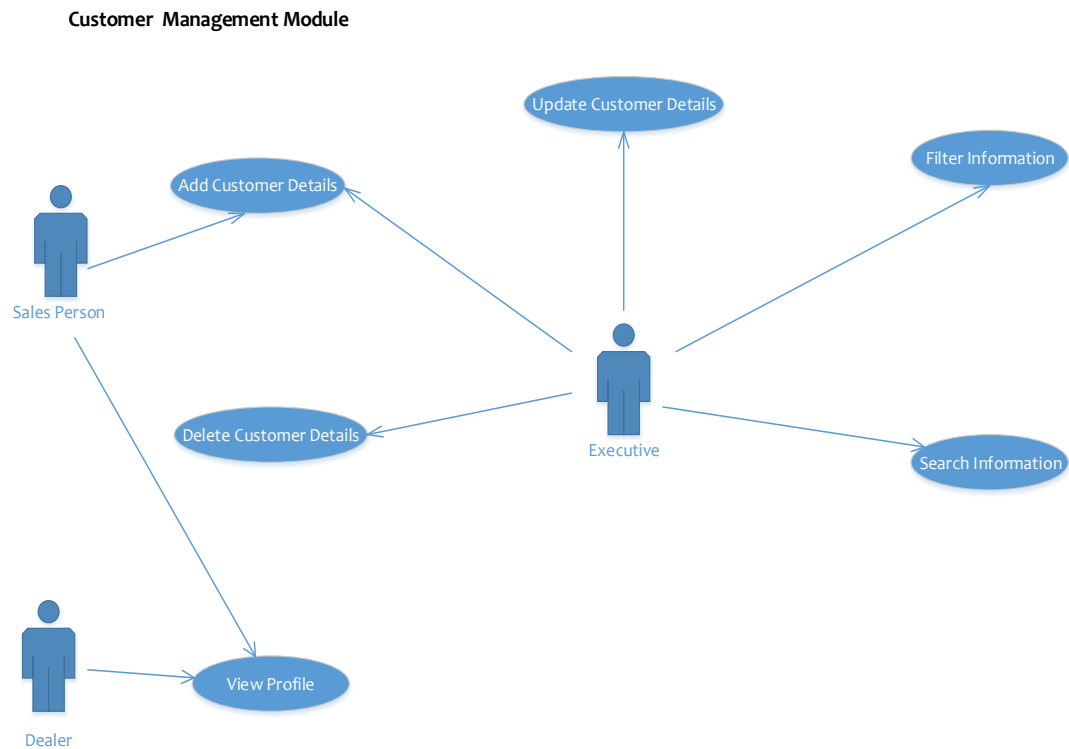 Customer Management Module
Update Customer Details
Filter Information
Add Customer Details
Sales Person
Delete Customer Details
Executive
Search Information
View Profile
Dealer